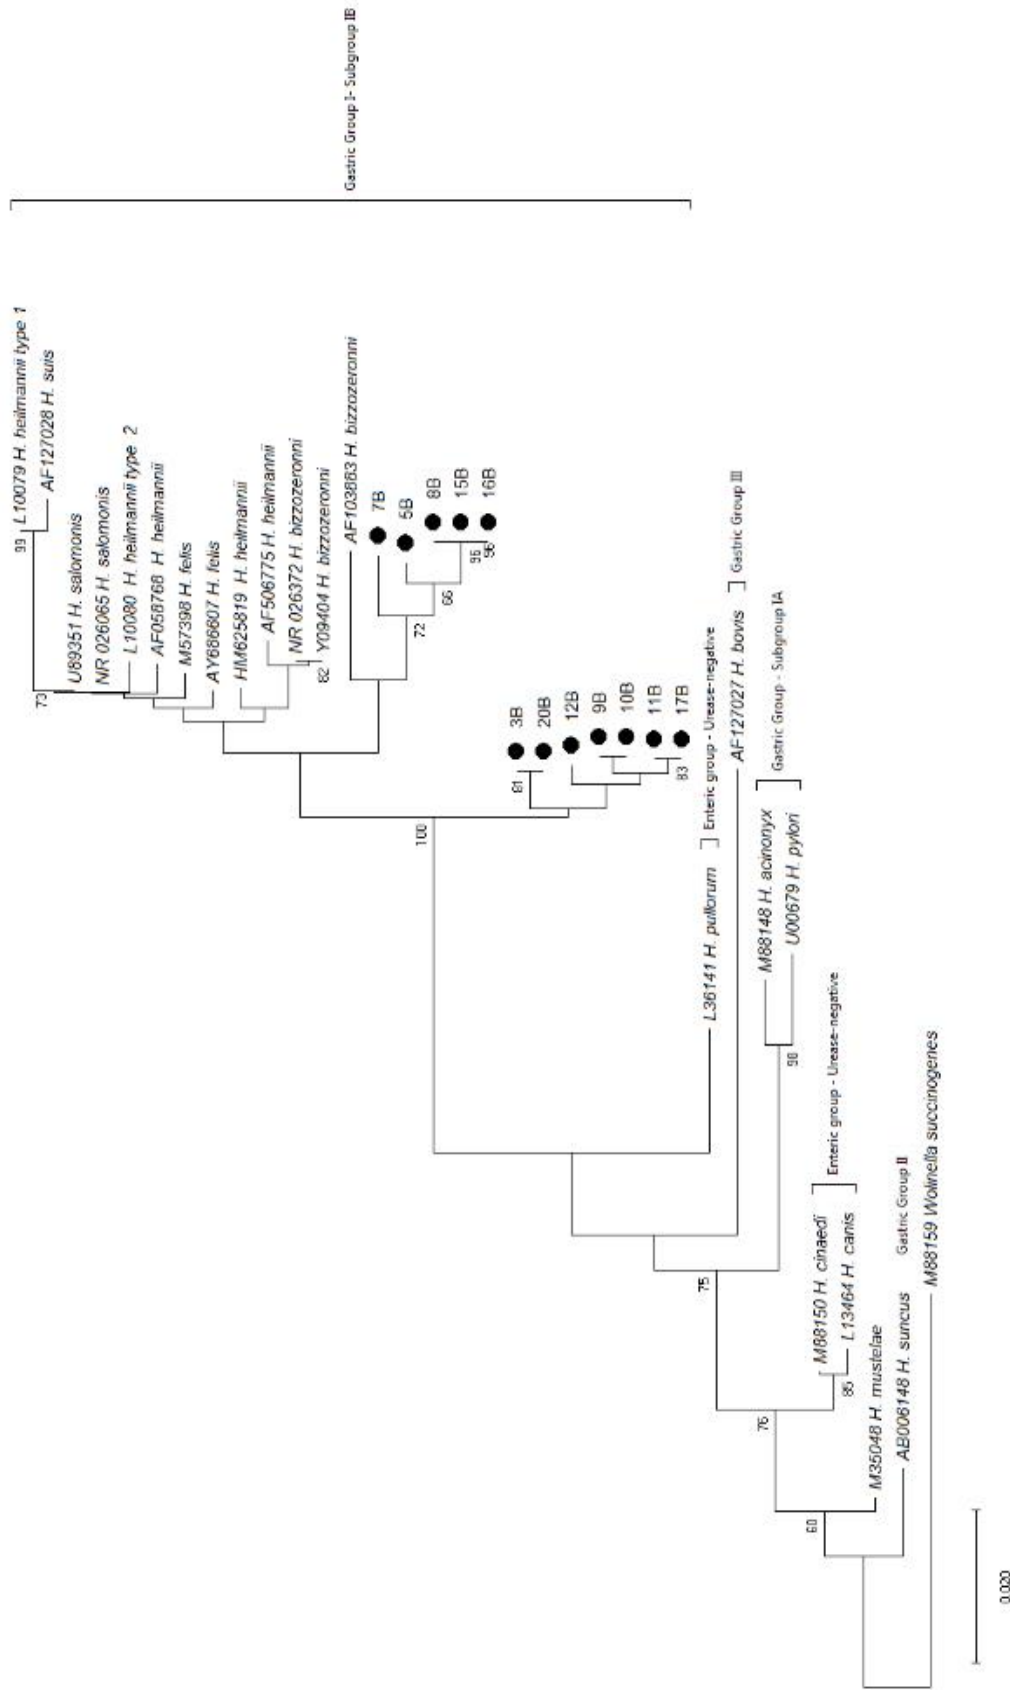 Gastric Group I- Subgroup IB
99
L10079 H. heilmannii type 1
AF127028 H. suis
73
U89351 H. salomonis
NR 026065 H. salomonis
L10080 H. heilmannii type 2
AF058768 H. heilmannii
M57398 H. felis
AY686607 H. felis
HM625819 H. heilmannii
AF506775 H. heilmannii
NR 026372 H. bizzozeronni
Y09404 H. bizzozeronni
82
AF103883 H. bizzozeronni
7B
5B
8B
15B
16B
72
66
96
96
3B
20B
12B
9B
10B
11B
17B
81
83
100
L36141 H. pullorum
Enteric group - Urease-negative
AF127027 H. bovis
Gastric Group III
M88148 H. acinonyx
U00679 H. pylori
Gastric Group - Subgroup IA
98
75
M88150 H. cinaedi
L13464 H. canis
Enteric group - Urease-negative
85
76
M35048 H. mustelae
AB006148 H. suncus
Gastric Group II
60
M88159 Wolinella succinogenes
0.020